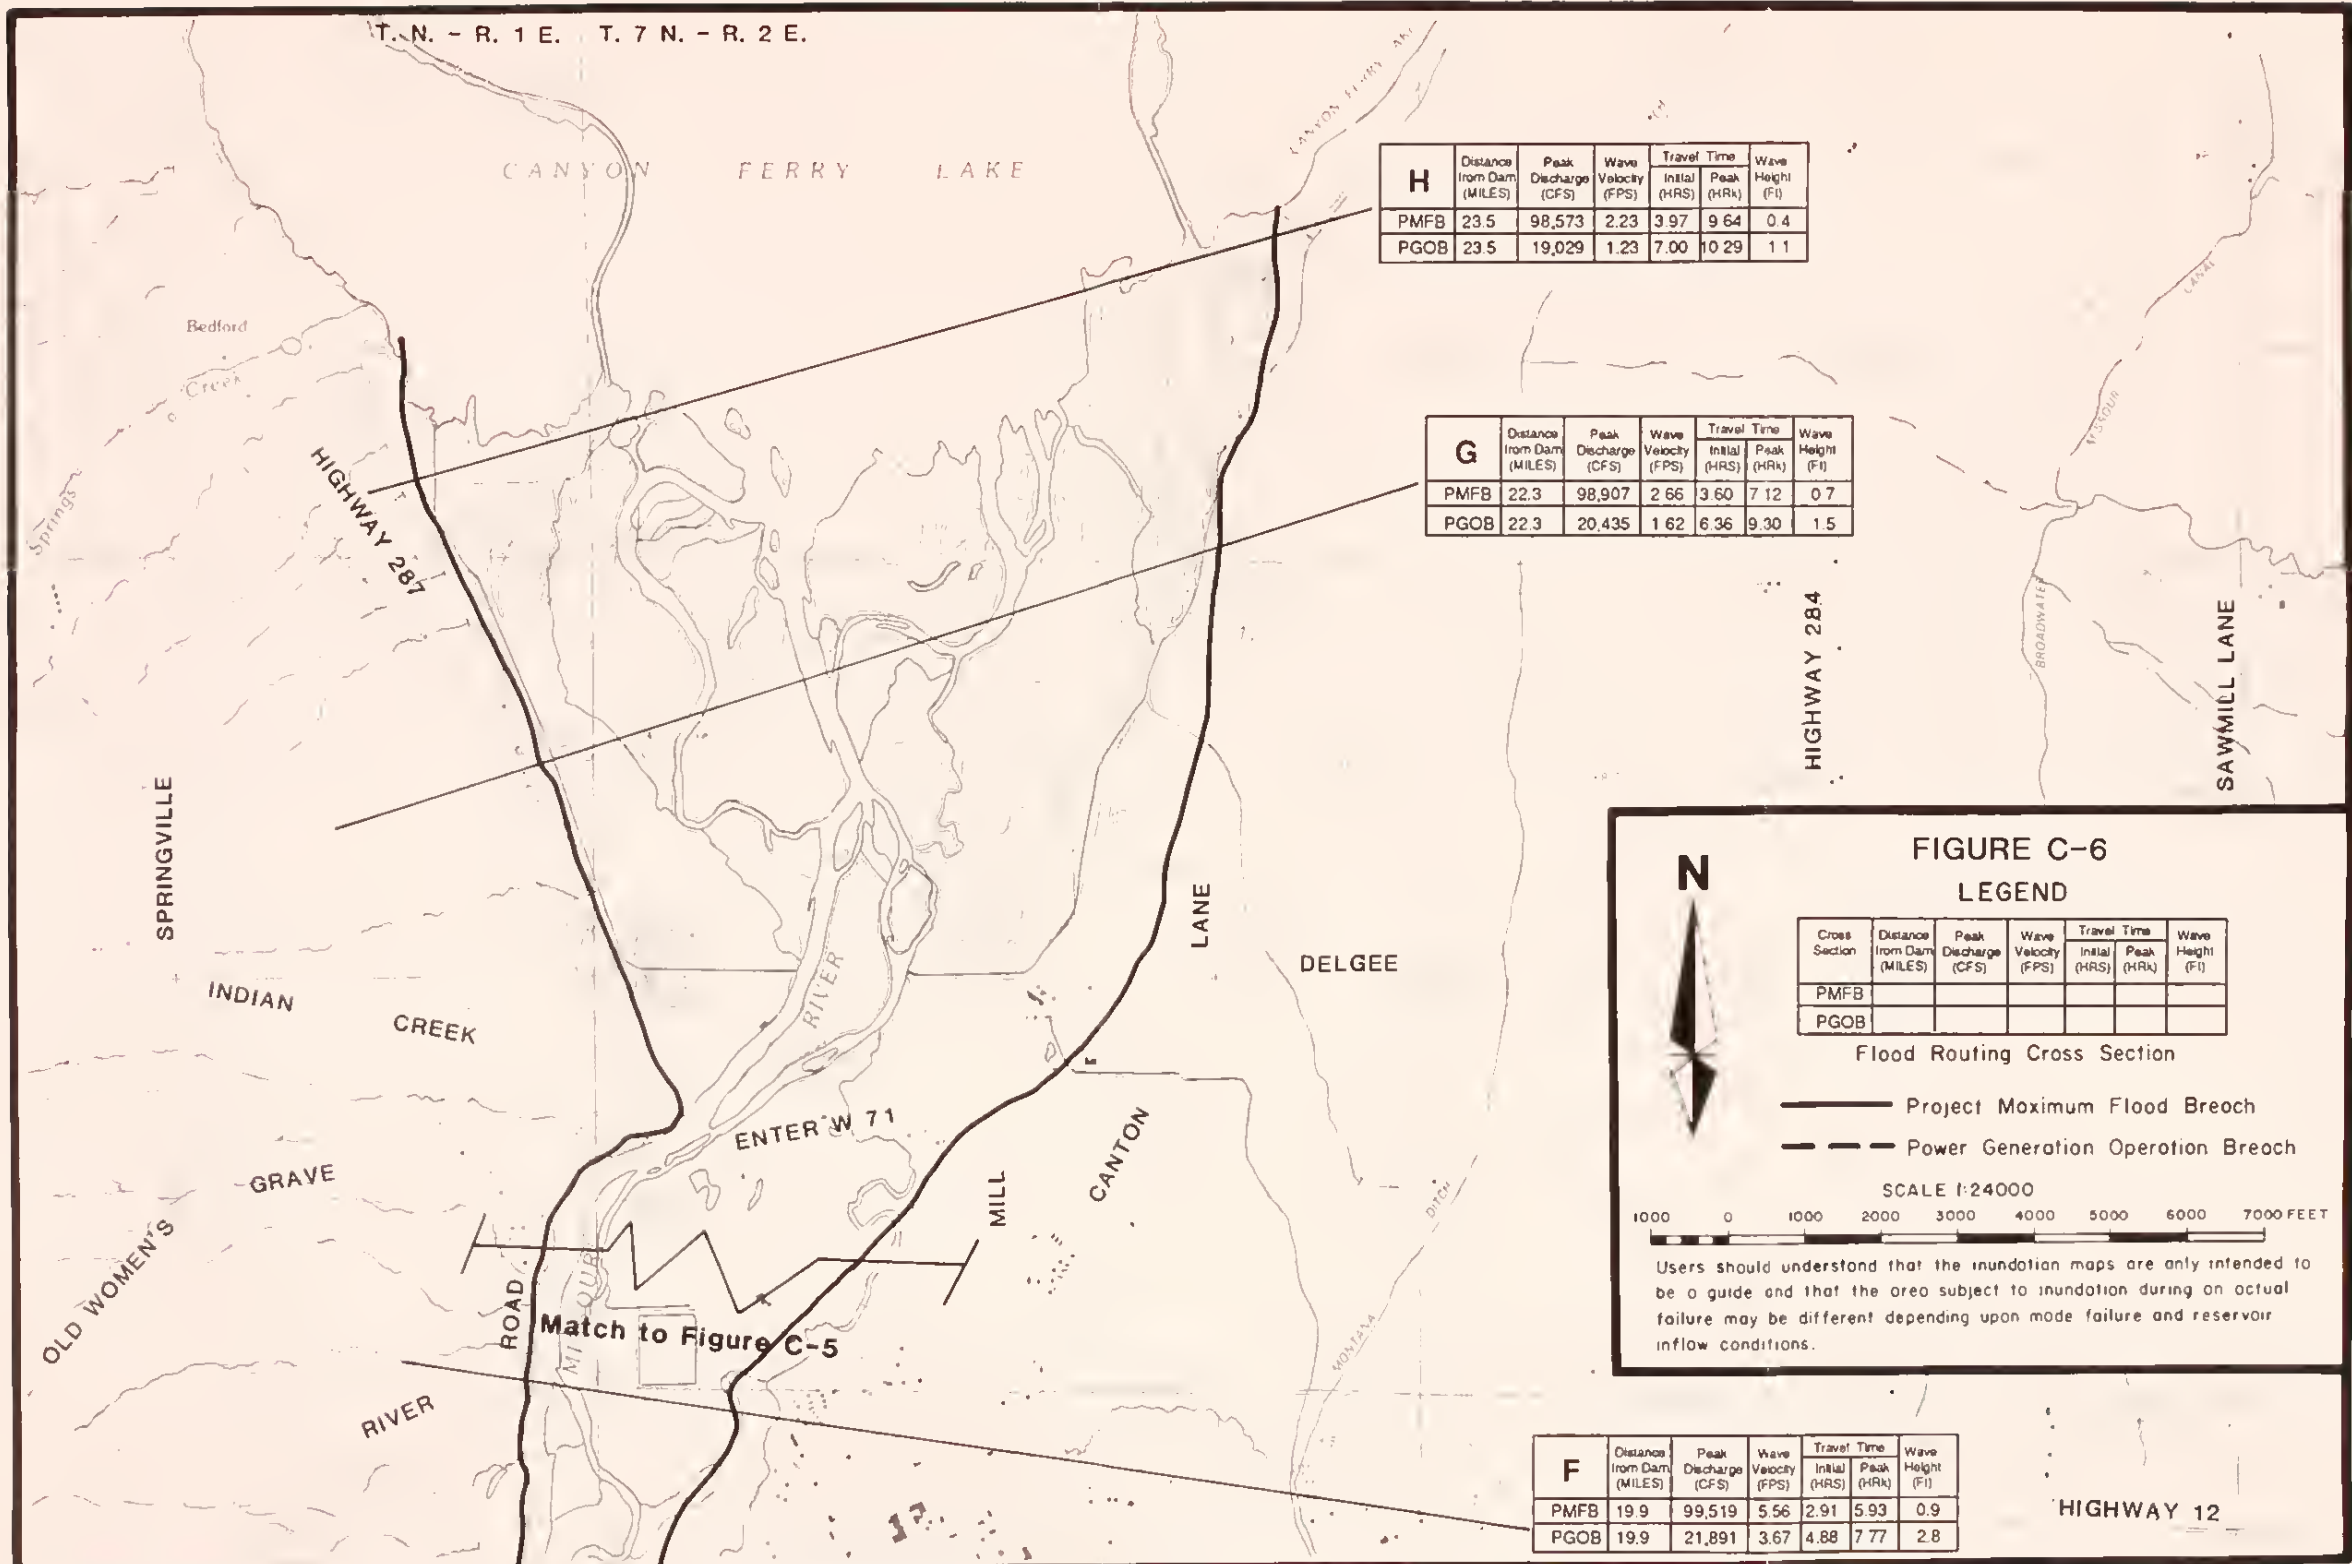 T. N. - R. 1 E. T. 7 N. - R. 2 E.
CANYON FERRY LAKE
CANYON FERRY
H
Distance from Dam (MILES) Peak Discharge (CFS) Wave Velocity (FPS) Travel Time Initial (HRS) Peak (HRs) Wave Height (Ft)
PMFB 23.5 98,573 2.23 3.97 9 64 0.4
PGOB 23.5 19,029 1.23 7.00 10 29 1 1
Bedford
Creek
Springs
HIGHWAY 287
G
Distance from Dam (MILES) Peak Discharge (CFS) Wave Velocity (FPS) Travel Time Initial (HRS) Peak (HRs) Wave Height (Ft)
PMFB 22.3 98,907 2 66 3.60 7 12 0 7
PGOB 22.3 20,435 1 62 6.36 9.30 1.5
CANAL
BROADWATER
HIGHWAY 284
SAWMILL LANE
SPRINGVILLE
LANE
DELGEE
INDIAN CREEK
RIVER
ENTER W 71
GRAVE
OLD WOMEN'S
MILL
CANTON
ROAD
Match to Figure C-5
RIVER
DITCH
MONTANA
FIGURE C-6
LEGEND
N
Cross Section Distance from Dam (MILES) Peak Discharge (CFS) Wave Velocity (FPS) Travel Time Initial (HRS) Peak (HRs) Wave Height (Ft)
PMFB
PGOB
Flood Routing Cross Section
Project Maximum Flood Breach
Power Generation Operation Breach
SCALE 1:24000
1000 0 1000 2000 3000 4000 5000 6000 7000 FEET
Users should understand that the inundation maps are only intended to
be a guide and that the area subject to inundation during an actual
failure may be different depending upon mode failure and reservoir
inflow conditions.
F
Distance from Dam (MILES) Peak Discharge (CFS) Wave Velocity (FPS) Travel Time Initial (HRS) Peak (HRs) Wave Height (Ft)
PMFB 19.9 99,519 5.56 2.91 5.93 0.9
PGOB 19.9 21,891 3.67 4.88 7 77 2.8
HIGHWAY 12